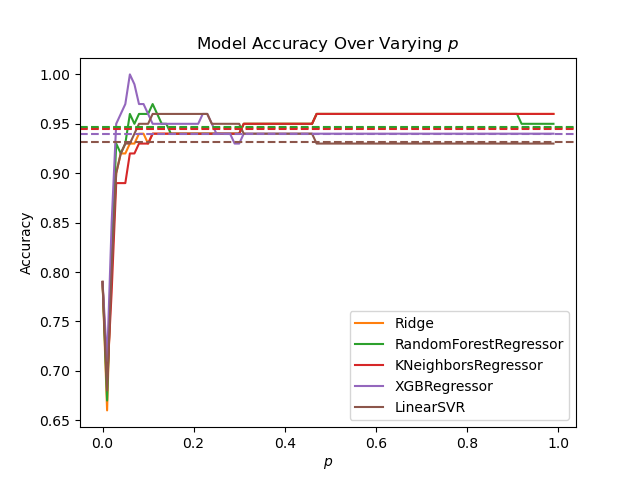 Model Accuracy Over Varying p
1.00
0.95
0.90
0.85
0.80
0.75
0.70
0.65
Accuracy
Ridge
RandomForestRegressor
KNeighborsRegressor
XGBRegressor
LinearSVR
0.0 0.2 0.4 0.6 0.8 1.0
p